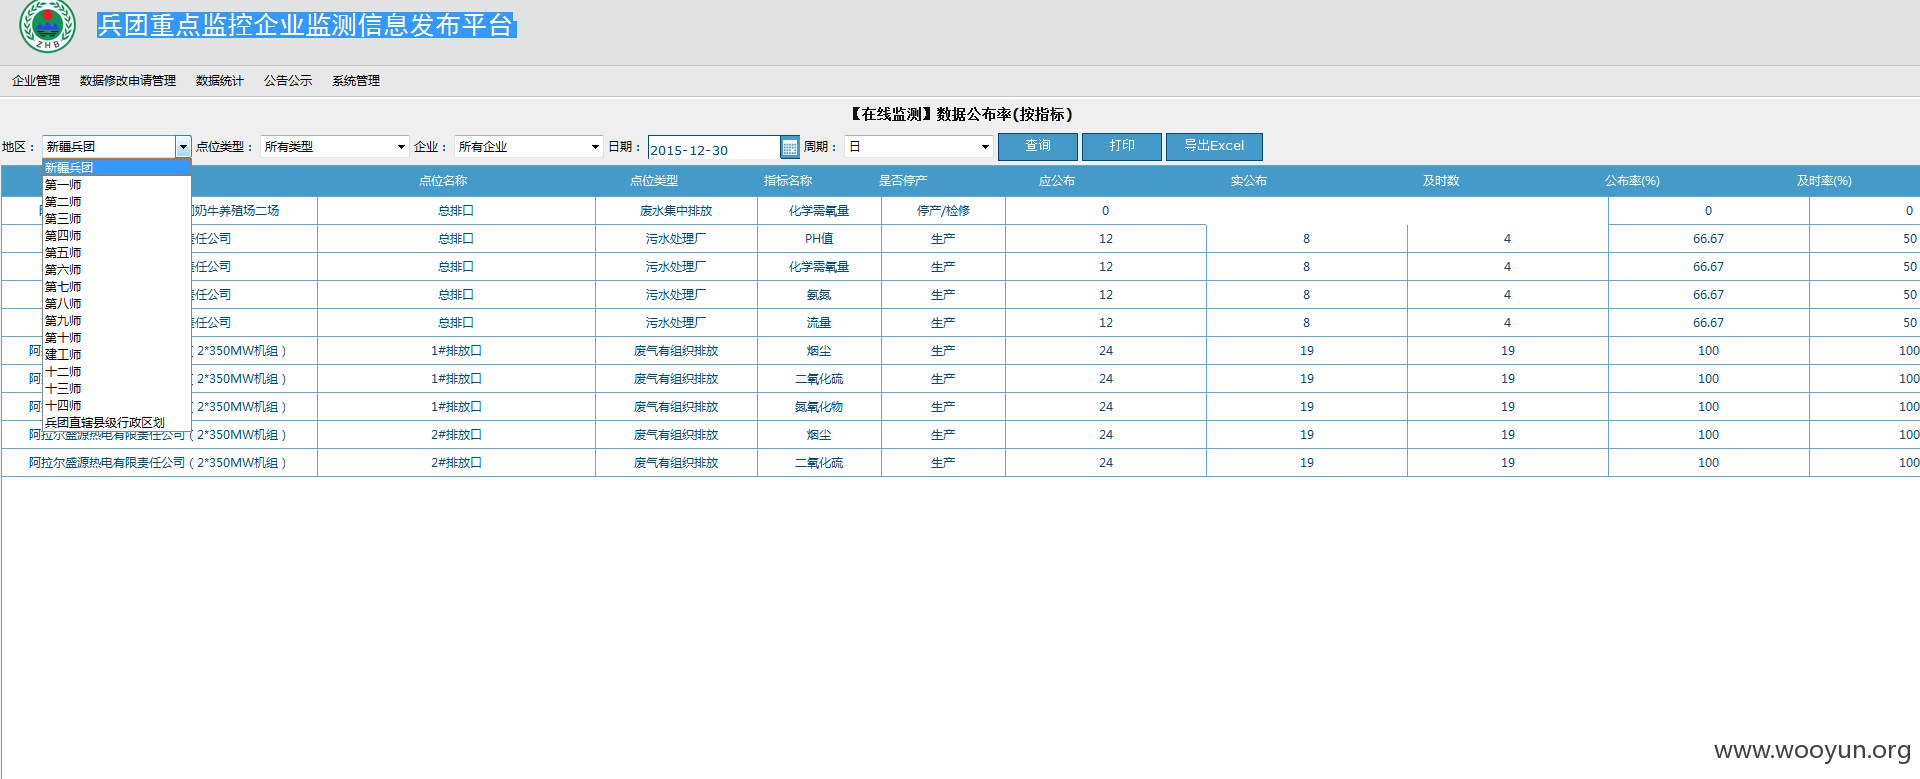 ZHB
兵团重点监控企业监测信息发布平台
企业管理 数据修改申请管理 数据统计 公告公示 系统管理
【在线监测】数据公布率(按指标)
地区： 新疆兵团 点位类型： 所有类型 企业： 所有企业 日期： 2015-12-30 周期： 日 查询 打印 导出Excel
新疆兵团
第一师
第二师
第三师
第四师
第五师
第六师
第七师
第八师
第九师
第十师
建工师
十二师
十三师
十四师
兵团直辖县级行政区划
点位名称 点位类型 指标名称 是否停产 应公布 实公布 及时数 公布率(%) 及时率(%)
奶牛养殖场二场 总排口 废水集中排放 化学需氧量 停产/检修 0 0 0
任公司 总排口 污水处理厂 PH值 生产 12 8 4 66.67 50
任公司 总排口 污水处理厂 化学需氧量 生产 12 8 4 66.67 50
任公司 总排口 污水处理厂 氨氮 生产 12 8 4 66.67 50
任公司 总排口 污水处理厂 流量 生产 12 8 4 66.67 50
阿 （2*350MW机组） 1#排放口 废气有组织排放 烟尘 生产 24 19 19 100 100
阿 （2*350MW机组） 1#排放口 废气有组织排放 二氧化硫 生产 24 19 19 100 100
阿 （2*350MW机组） 1#排放口 废气有组织排放 氮氧化物 生产 24 19 19 100 100
阿拉尔盛源热电有限责任公司（2*350MW机组） 2#排放口 废气有组织排放 烟尘 生产 24 19 19 100 100
阿拉尔盛源热电有限责任公司（2*350MW机组） 2#排放口 废气有组织排放 二氧化硫 生产 24 19 19 100 100
www.wooyun.org